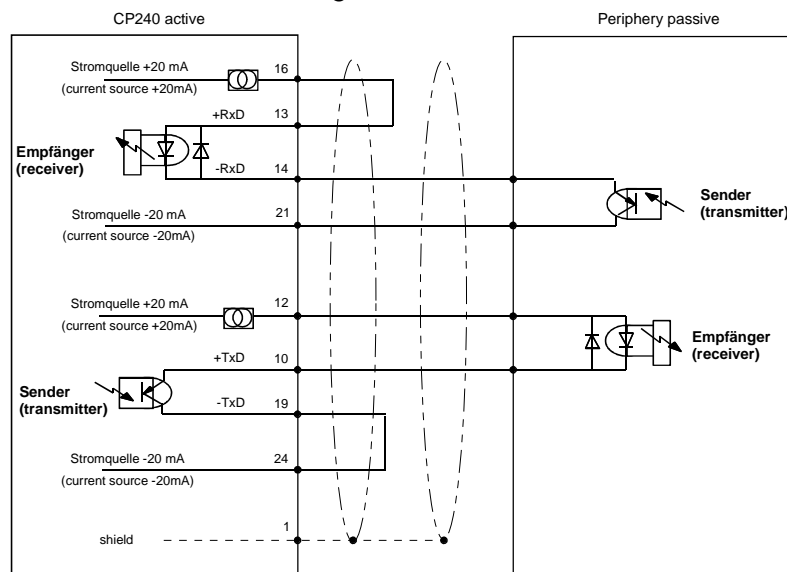 CP240 active
Periphery passive
Stromquelle +20 mA
(current source +20mA)
16
+RxD
13
Empfänger
(receiver)
-RxD
14
Sender
(transmitter)
Stromquelle -20 mA
(current source -20mA)
21
Stromquelle +20 mA
(current source +20mA)
12
Empfänger
(receiver)
+TxD
10
Sender
(transmitter)
-TxD
19
Stromquelle -20 mA
(current source -20mA)
24
shield
1